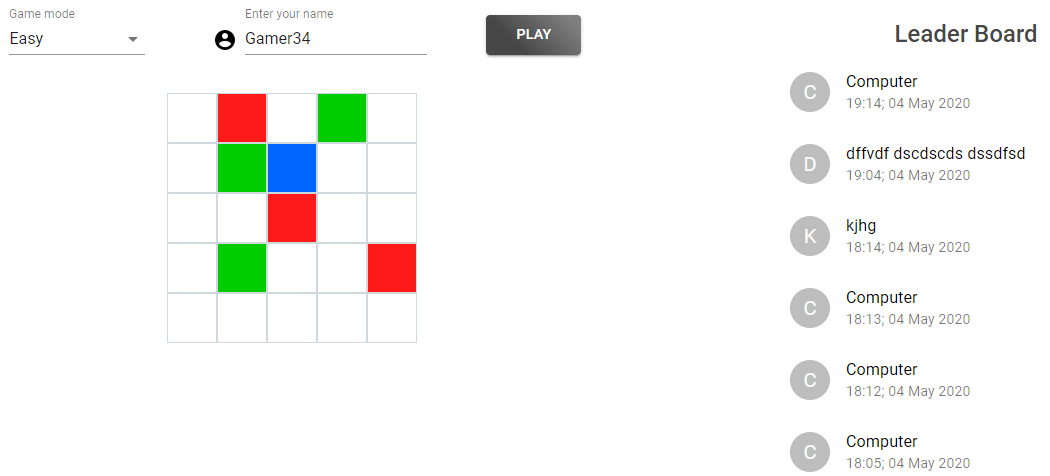 Game mode
Easy
Enter your name
Gamer34
PLAY
Leader Board
C
Computer
19:14; 04 May 2020
D
dffvdf dscdscds dssdfsd
19:04; 04 May 2020
K
kjhg
18:14; 04 May 2020
C
Computer
18:13; 04 May 2020
C
Computer
18:12; 04 May 2020
C
Computer
18:05; 04 May 2020